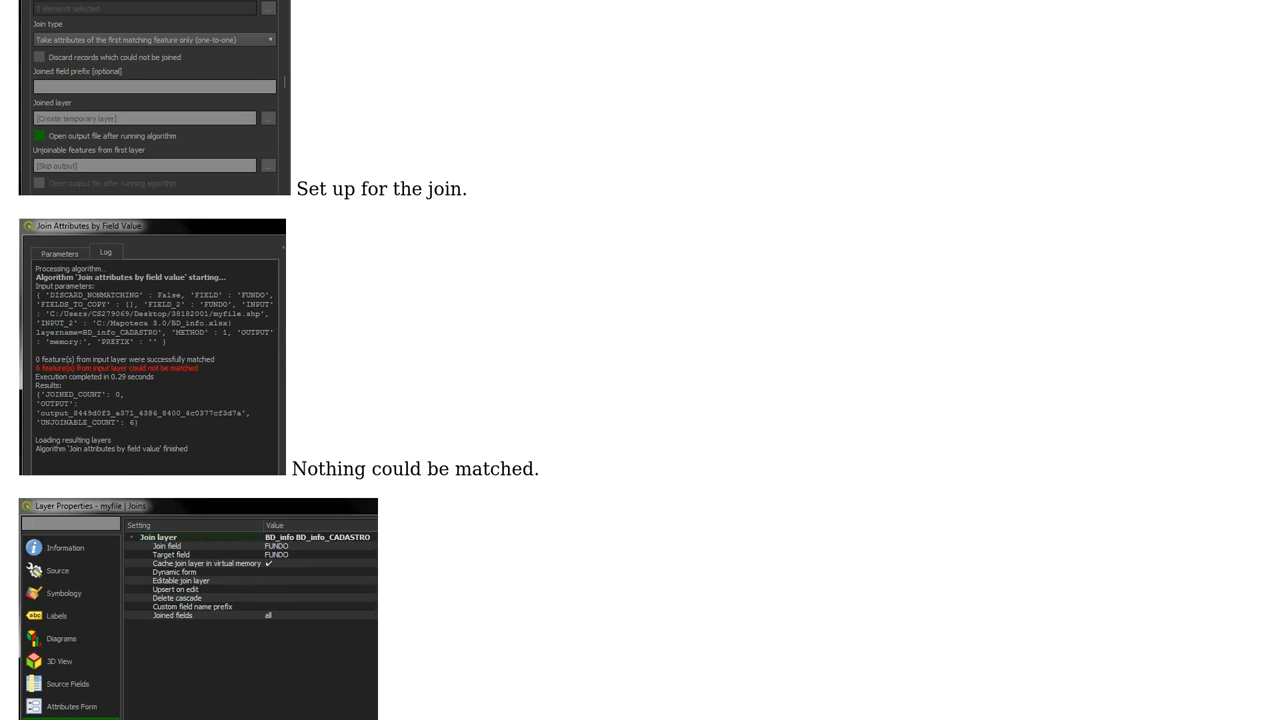 0 elements selected
...
Join type
Take attributes of the first matching feature only (one-to-one)
Discard records which could not be joined
Joined field prefix [optional]
Joined layer
[Create temporary layer]
...
Open output file after running algorithm
Unjoinable features from first layer
[Skip output]
...
Open output file after running algorithm
Set up for the join.
Join Attributes by Field Value
Parameters
Log
Processing algorithm...
Algorithm 'Join attributes by field value' starting...
Input parameters:
{ 'DISCARD_NONMATCHING' : False, 'FIELD' : 'FUNDO',
'FIELDS_TO_COPY' : [], 'FIELD_2' : 'FUNDO', 'INPUT'
: 'C:/Users/CS279069/Desktop/38182001/myfile.shp',
'INPUT_2' : 'C:/Mapoteca 3.0/BD_info.xlsx|
layername=BD_info_CADASTRO', 'METHOD' : 1, 'OUTPUT'
: 'memory:', 'PREFIX' : '' }
0 feature(s) from input layer were successfully matched
6 feature(s) from input layer could not be matched
Execution completed in 0.29 seconds
Results:
{'JOINED_COUNT': 0,
'OUTPUT':
'output_8449d0f3_a371_4386_8400_4c0377cf3d7a',
'UNJOINABLE_COUNT': 6}
Loading resulting layers
Algorithm 'Join attributes by field value' finished
Nothing could be matched.
Layer Properties - myfile | Joins
Setting Value
Join layer BD_info BD_info_CADASTRO
Join field FUNDO
Target field FUNDO
Cache join layer in virtual memory ✓
Dynamic form
Editable join layer
Upsert on edit
Delete cascade
Custom field name prefix
Joined fields all
Information
Source
Symbology
abc Labels
Diagrams
3D View
Source Fields
Attributes Form